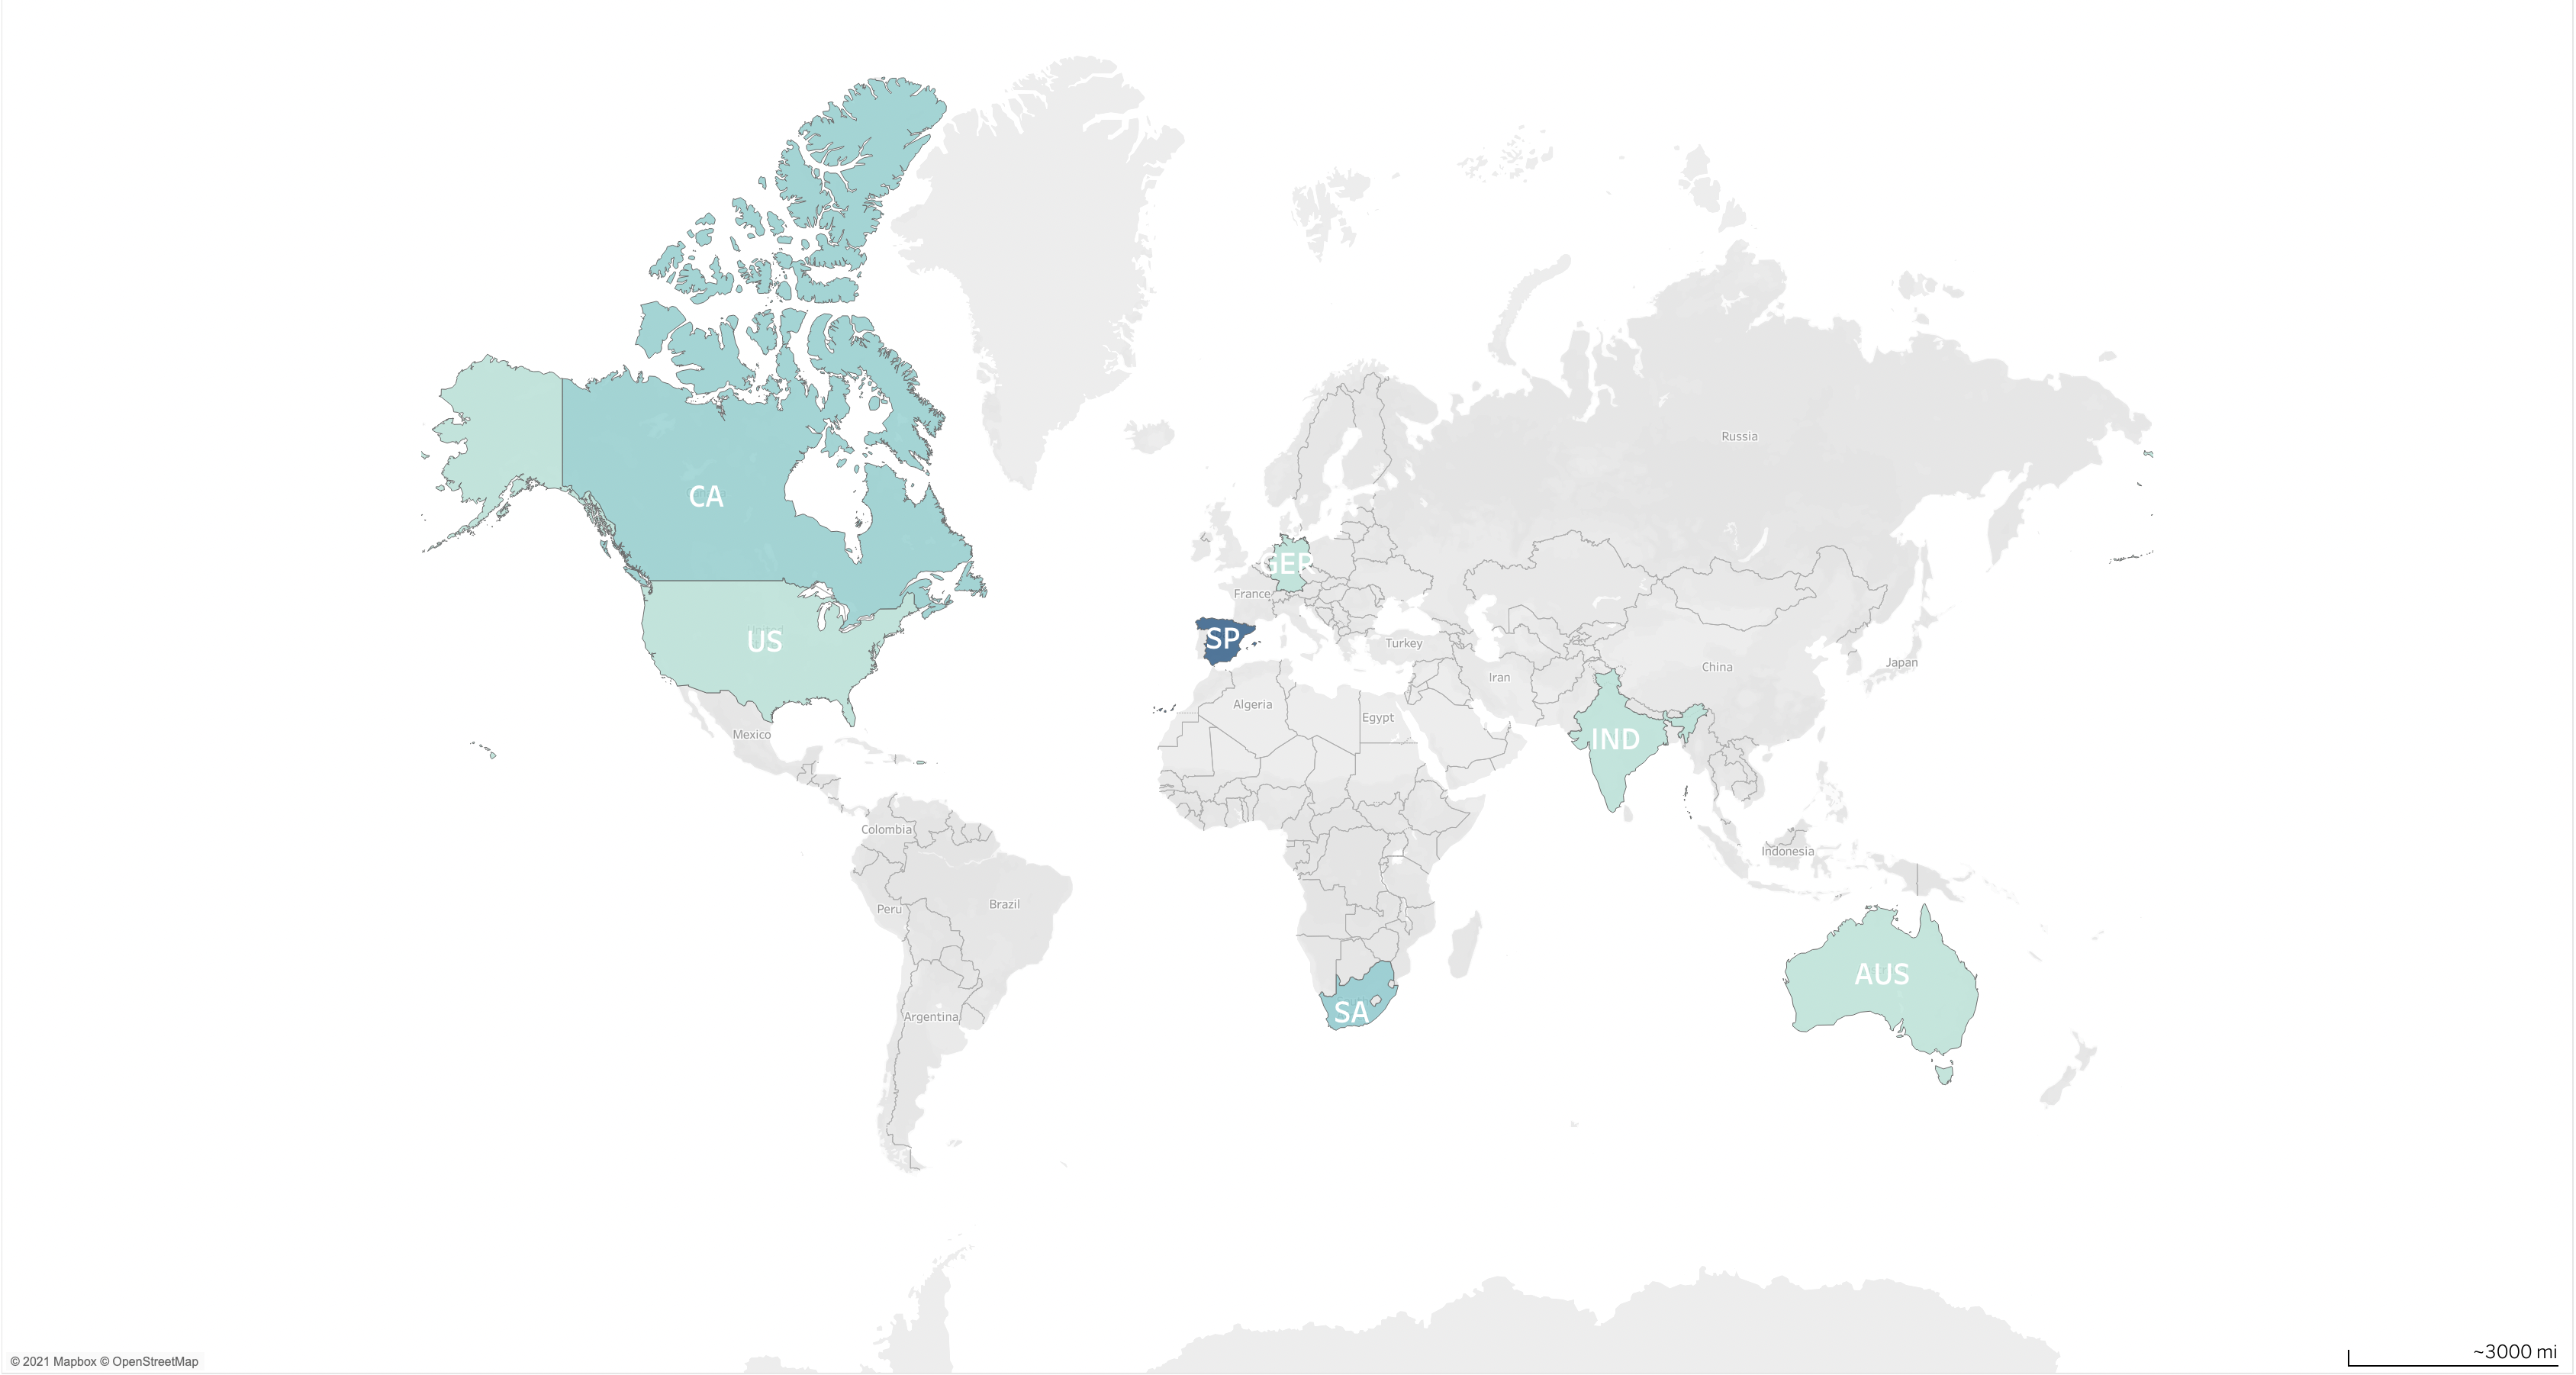 Russia
CA
GER
France
SP
US
Turkey
China
Japan
Iran
Algeria
Egypt
Mexico
IND
Colombia
Indonesia
Peru
Brazil
AUS
SA
Argentina
© 2021 Mapbox © OpenStreetMap
~3000 mi